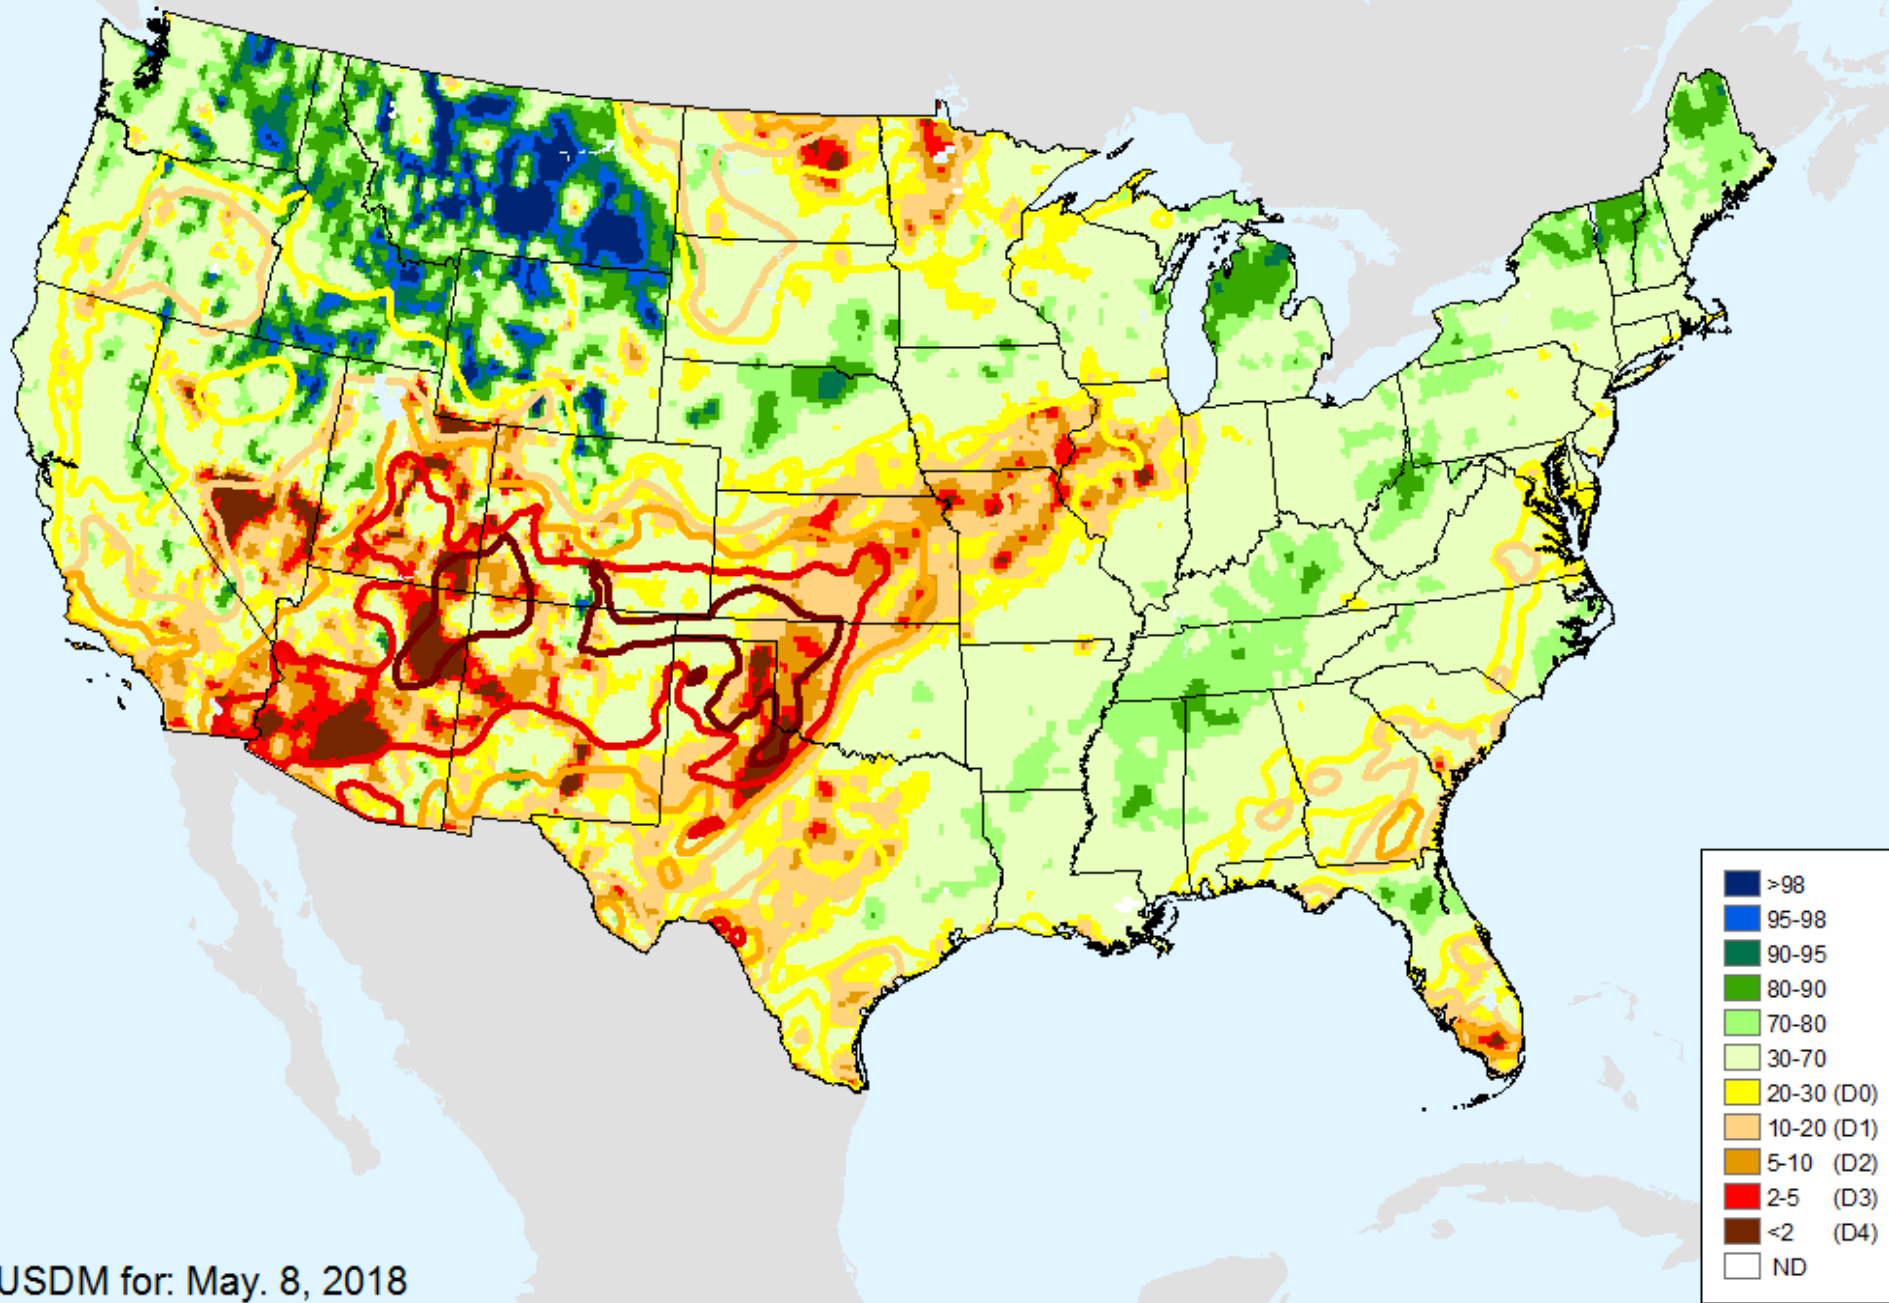 >98
95-98
90-95
80-90
70-80
30-70
20-30 (D0)
10-20 (D1)
5-10 (D2)
2-5 (D3)
<2 (D4)
ND
USDM for: May. 8, 2018